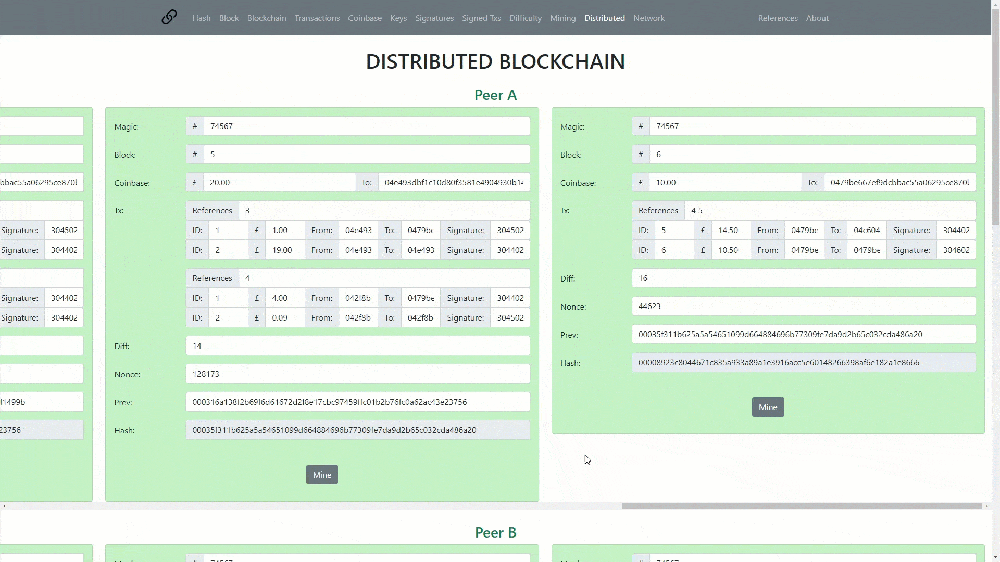 Hash Block Blockchain Transactions Coinbase Keys Signatures Signed Txs Difficulty Mining Distributed Network References About
DISTRIBUTED BLOCKCHAIN
Peer A
bbac55a06295ce870b
Signature: 304502
Signature: 304402
Signature: 304402
Signature: 304402
f1499b
23756
Magic: # 74567
Block: # 5
Coinbase: £ 20.00 To: 04e493dbf1c10d80f3581e4904930b14
Tx: References 3
ID: 1 £ 1.00 From: 04e493 To: 0479be Signature: 304502
ID: 2 £ 19.00 From: 04e493 To: 04e493 Signature: 304402
References 4
ID: 1 £ 4.00 From: 042f8b To: 0479be Signature: 304402
ID: 2 £ 0.09 From: 042f8b To: 042f8b Signature: 304502
Diff: 14
Nonce: 128173
Prev: 000316a138f2b69f6d61672d2f8e17cbc97459ffc01b2b76fc0a62ac43e23756
Hash: 00035f311b625a5a54651099d664884696b77309fe7da9d2b65c032cda486a20
Mine
Magic: # 74567
Block: # 6
Coinbase: £ 10.00 To: 0479be667ef9dcbbac55a06295ce870b
Tx: References 4 5
ID: 5 £ 14.50 From: 0479be To: 04c604 Signature: 304402
ID: 6 £ 10.50 From: 0479be To: 0479be Signature: 304602
Diff: 16
Nonce: 44623
Prev: 00035f311b625a5a54651099d664884696b77309fe7da9d2b65c032cda486a20
Hash: 00008923c8044671c835a933a89a1e3916acc5e60148266398af6e182a1e8666
Mine
Peer B
# 74567
# 74567